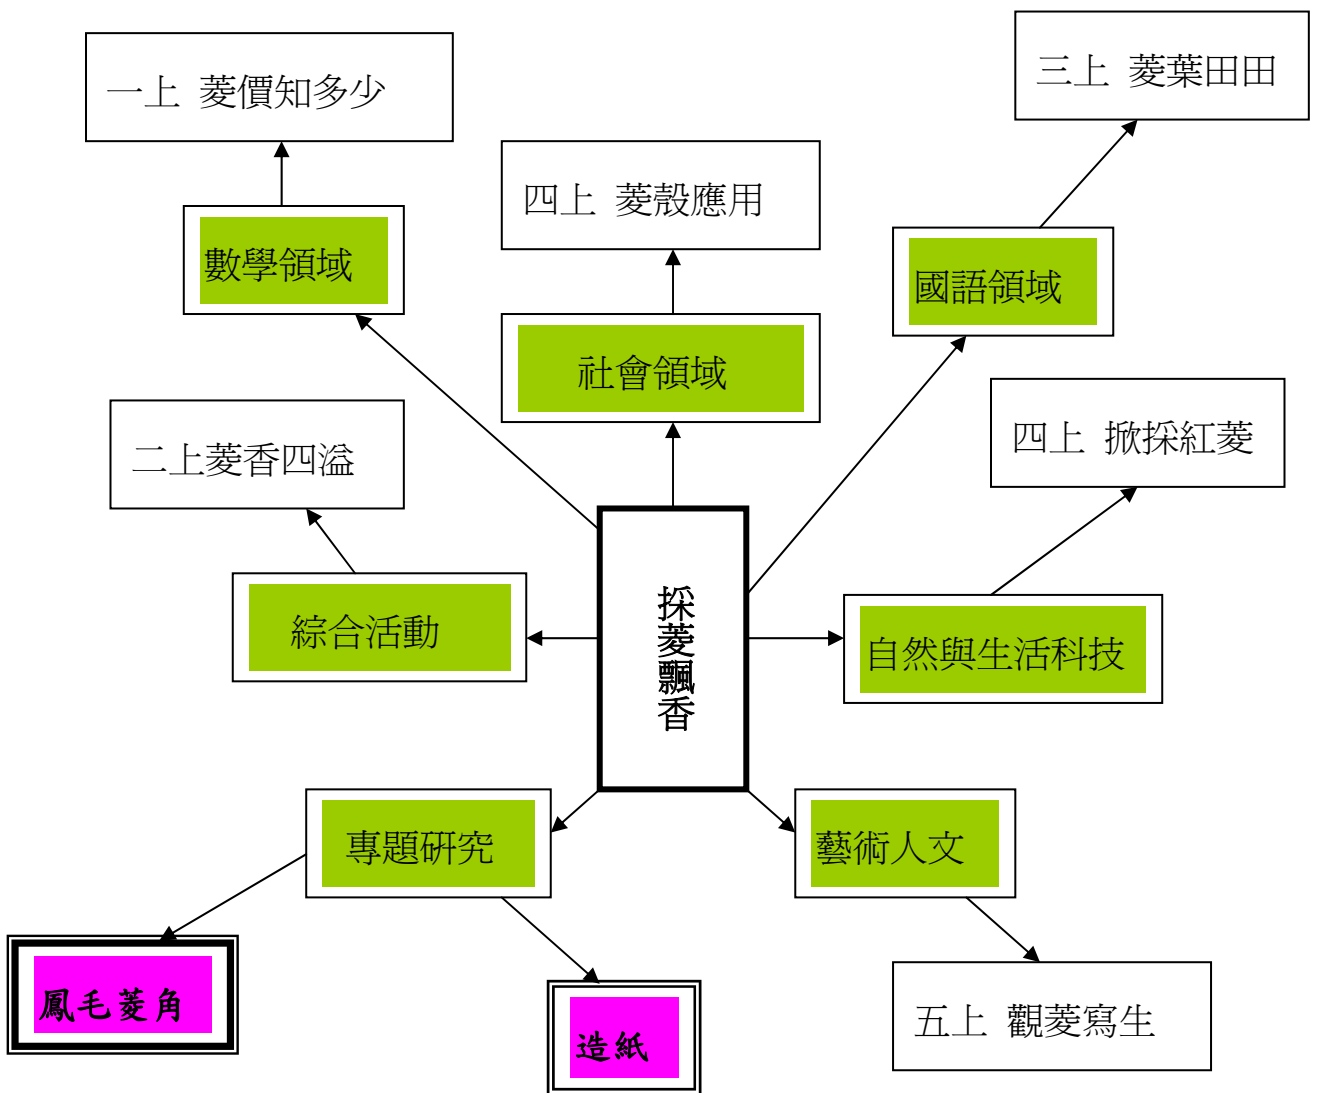 三上 菱葉田田
一上 菱價知多少
四上 菱殼應用
數學領域
國語領域
社會領域
四上 掀採紅菱
二上菱香四溢
採菱飄香
綜合活動
自然與生活科技
專題研究
藝術人文
鳳毛菱角
造紙
五上 觀菱寫生